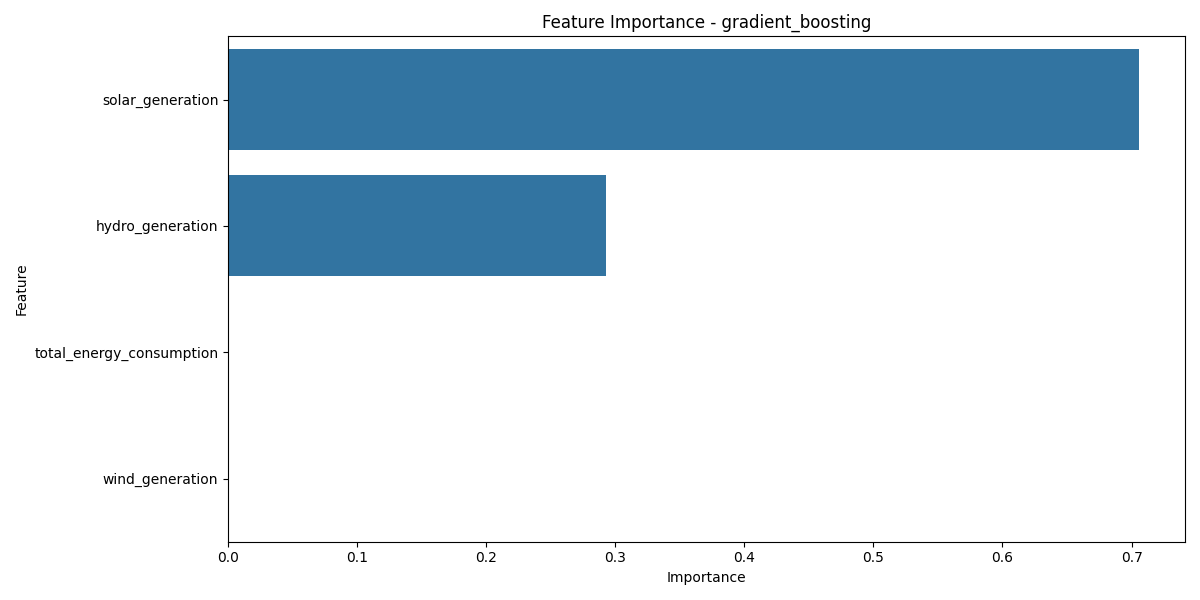 Feature Importance - gradient_boosting
Feature
solar_generation
hydro_generation
total_energy_consumption
wind_generation
0.0 0.1 0.2 0.3 0.4 0.5 0.6 0.7
Importance